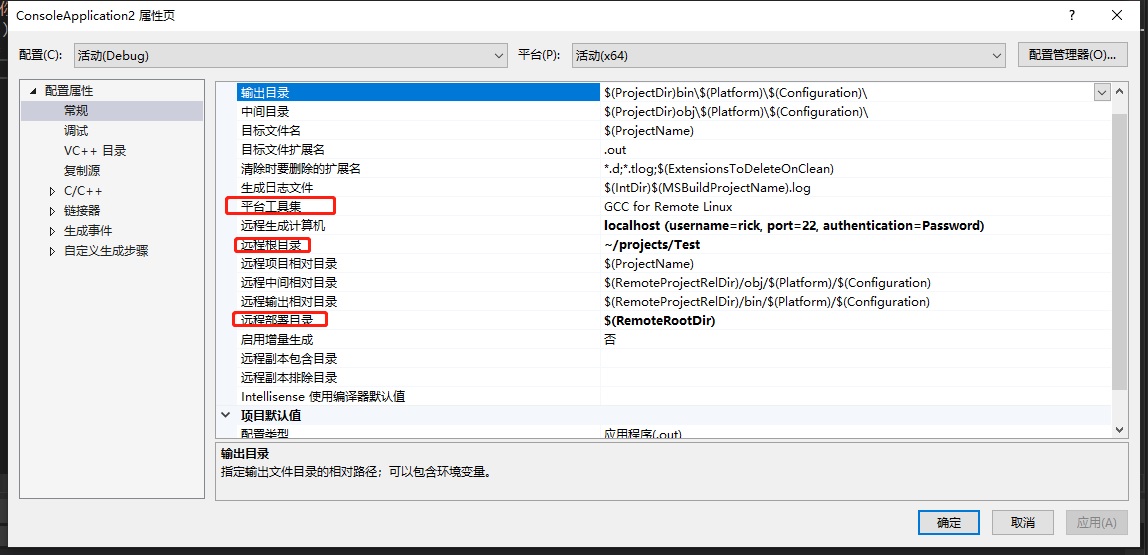 ConsoleApplication2 属性页
配置(C): 活动(Debug) 平台(P): 活动(x64) 配置管理器(O)...
配置属性
常规
调试
VC++ 目录
复制源
C/C++
链接器
生成事件
自定义生成步骤
输出目录 $(ProjectDir)bin\$(Platform)\$(Configuration)\
中间目录 $(ProjectDir)obj\$(Platform)\$(Configuration)\
目标文件名 $(ProjectName)
目标文件扩展名 .out
清除时要删除的扩展名 *.d;*.tlog;$(ExtensionsToDeleteOnClean)
生成日志文件 $(IntDir)$(MSBuildProjectName).log
平台工具集 GCC for Remote Linux
远程生成计算机 localhost (username=rick, port=22, authentication=Password)
远程根目录 ~/projects/Test
远程项目相对目录 $(ProjectName)
远程中间相对目录 $(RemoteProjectRelDir)/obj/$(Platform)/$(Configuration)
远程输出相对目录 $(RemoteProjectRelDir)/bin/$(Platform)/$(Configuration)
远程部署目录 $(RemoteRootDir)
启用增量生成 否
远程副本包含目录
远程副本排除目录
Intellisense 使用编译器默认值
项目默认值
配置类型 应用程序(.out)
输出目录
指定输出文件目录的相对路径；可以包含环境变量。
确定 取消 应用(A)